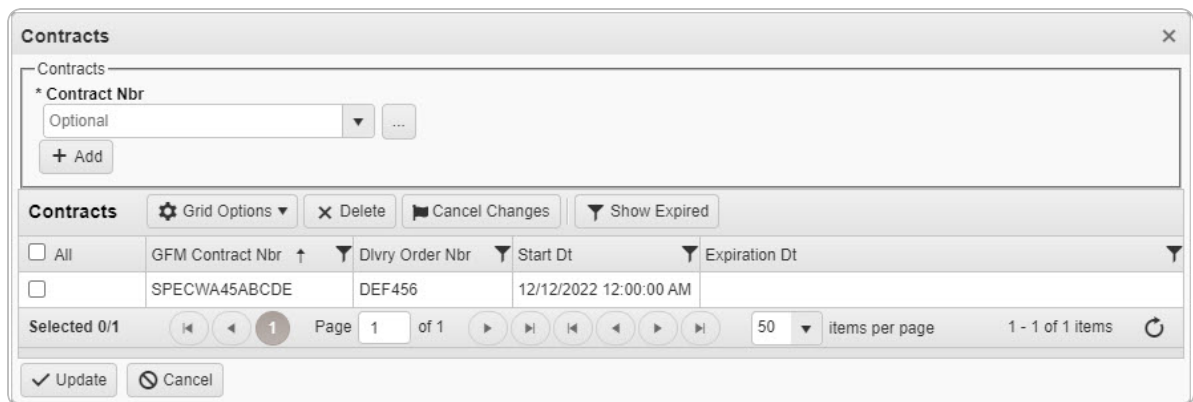 Contracts
Contracts
* Contract Nbr
Optional ...
+ Add
Contracts Grid Options Delete Cancel Changes Show Expired
All GFM Contract Nbr ↑ Dlvry Order Nbr Start Dt Expiration Dt
SPECWA45ABCDE DEF456 12/12/2022 12:00:00 AM
Selected 0/1 1 Page 1 of 1 50 items per page 1 - 1 of 1 items
Update Cancel